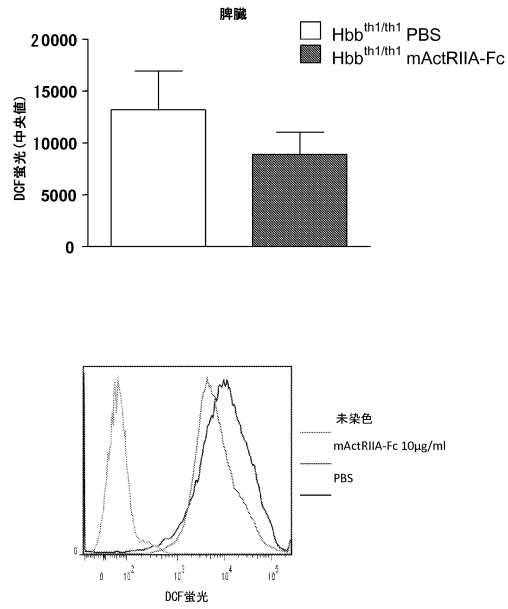 脾臓
Hbb^th1/th1 PBS
Hbb^th1/th1 mActRIIA-Fc
DCF蛍光(中央値)
20000
15000
10000
5000
0
未染色
mActRIIA-Fc 10µg/ml
PBS
0
0 10^2 10^3 10^4 10^5
DCF蛍光